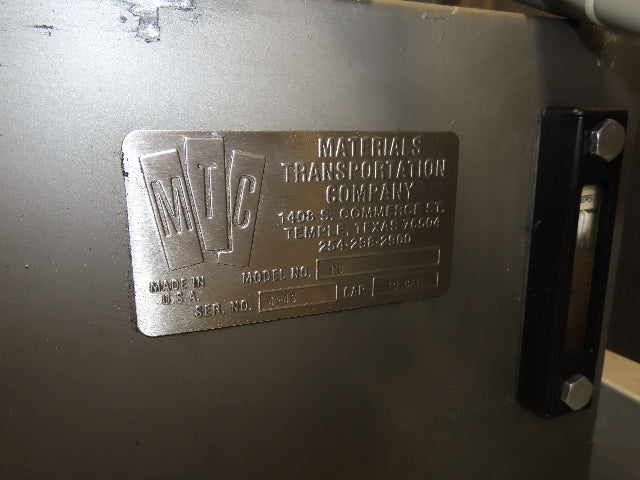 MTC
MATERIALS
TRANSPORTATION
COMPANY
1408 S. COMMERCE ST.
TEMPLE, TEXAS 76504
254-298-2900
MADE IN
U.S.A.
MODEL NO.
SER. NO. CAP.